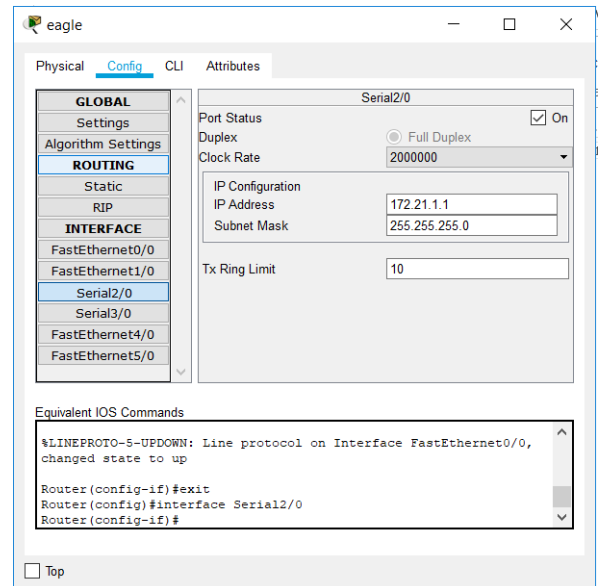 eagle
Physical Config CLI Attributes
GLOBAL
Settings
Algorithm Settings
ROUTING
Static
RIP
INTERFACE
FastEthernet0/0
FastEthernet1/0
Serial2/0
Serial3/0
FastEthernet4/0
FastEthernet5/0
Serial2/0
Port Status On
Duplex Full Duplex
Clock Rate 2000000
IP Configuration
IP Address 172.21.1.1
Subnet Mask 255.255.255.0
Tx Ring Limit 10
Equivalent IOS Commands
%LINEPROTO-5-UPDOWN: Line protocol on Interface FastEthernet0/0,
changed state to up
Router(config-if)#exit
Router(config)#interface Serial2/0
Router(config-if)#
Top